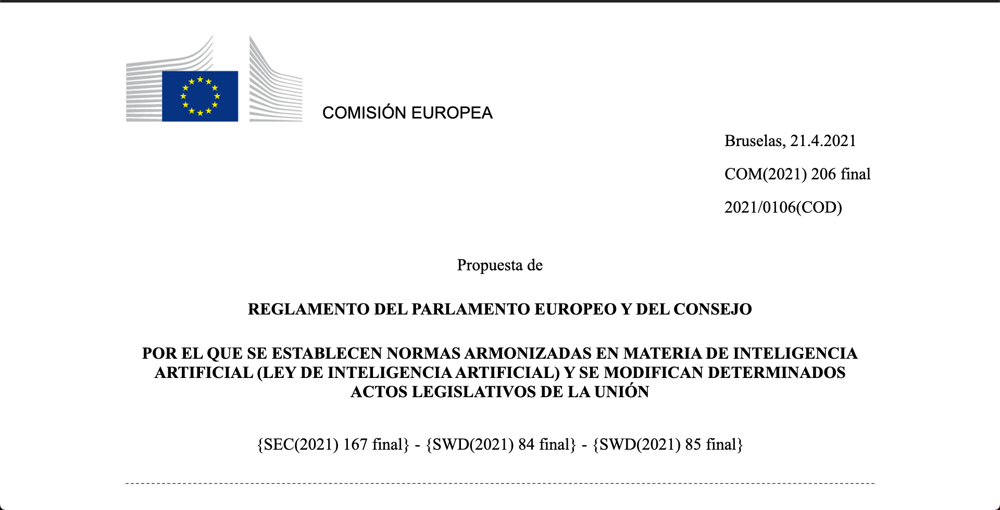 COMISIÓN EUROPEA
Bruselas, 21.4.2021
COM(2021) 206 final
2021/0106(COD)
Propuesta de
REGLAMENTO DEL PARLAMENTO EUROPEO Y DEL CONSEJO
POR EL QUE SE ESTABLECEN NORMAS ARMONIZADAS EN MATERIA DE INTELIGENCIA
ARTIFICIAL (LEY DE INTELIGENCIA ARTIFICIAL) Y SE MODIFICAN DETERMINADOS
ACTOS LEGISLATIVOS DE LA UNIÓN
{SEC(2021) 167 final} - {SWD(2021) 84 final} - {SWD(2021) 85 final}